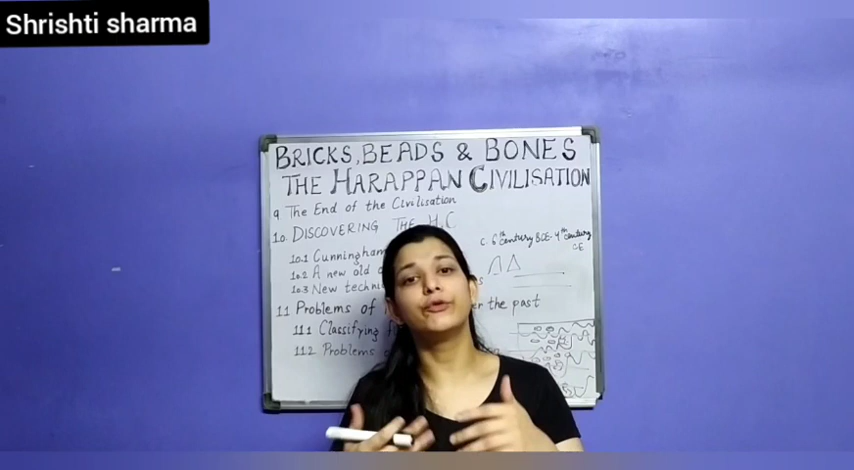 Shrishti sharma
BRICKS, BEADS & BONES
THE HARAPPAN CIVILISATION
9. The End of the Civilisation
10. DISCOVERING THE H.C
c. 6th century BCE - 4th century CE
10.1 Cunningham
10.2 A new old
10.3 New
11 Problems of the past
11.1 Classifying
11.2 Problems